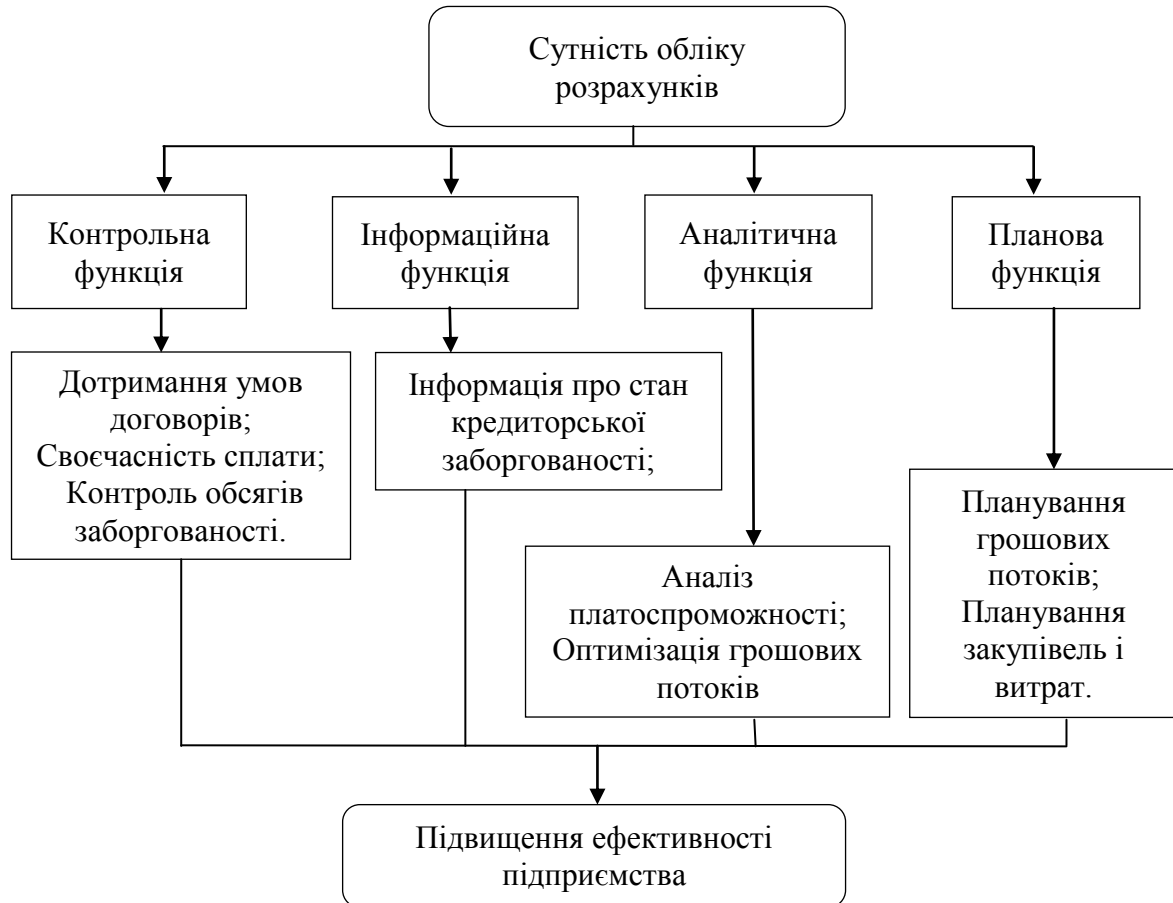 Сутність обліку
розрахунків
Контрольна
функція
Інформаційна
функція
Аналітична
функція
Планова
функція
Дотримання умов
договорів;
Своєчасність сплати;
Контроль обсягів
заборгованості.
Інформація про стан
кредиторської
заборгованості;
Аналіз
платоспроможності;
Оптимізація грошових
потоків
Планування
грошових
потоків;
Планування
закупівель і
витрат.
Підвищення ефективності
підприємства